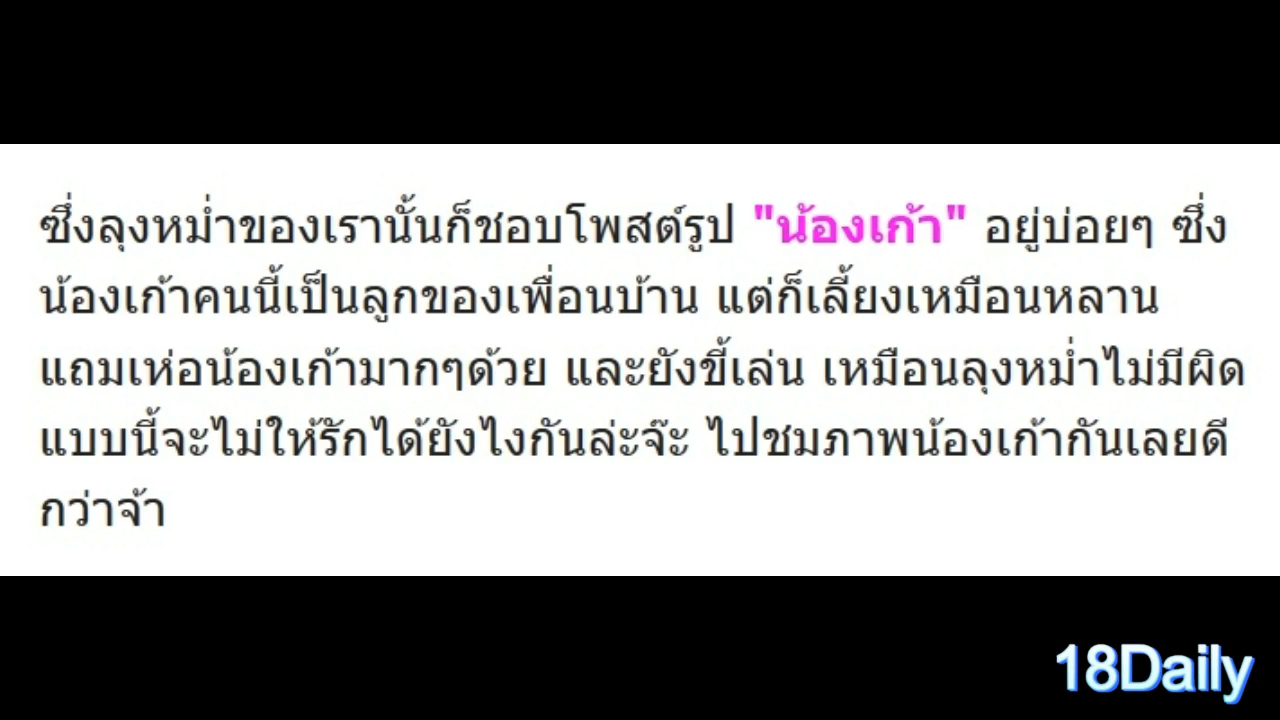 ซึ่งลุงหม่ำของเรานั้นก็ชอบโพสต์รูป "น้องเก้า" อยู่บ่อยๆ ซึ่ง
น้องเก้าคนนี้เป็นลูกของเพื่อนบ้าน แต่ก็เลี้ยงเหมือนหลาน
แถมเห่อน้องเก้ามากๆด้วย และยังขี้เล่น เหมือนลุงหม่ำไม่มีผิด
แบบนี้จะไม่ให้รักได้ยังไงกันล่ะจ๊ะ ไปชมภาพน้องเก้ากันเลยดี
กว่าจ้า
18Daily